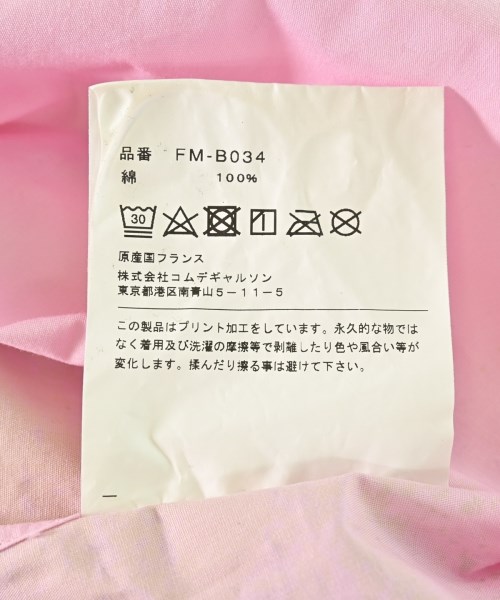 品番 FM-B034
綿 100%
30
原産国フランス
株式会社コムデギャルソン
東京都港区南青山5-11-5
この製品はプリント加工をしています。永久的な物では
なく着用及び洗濯の摩擦等で剥離したり色や風合い等が
変化します。揉んだり擦る事は避けて下さい。